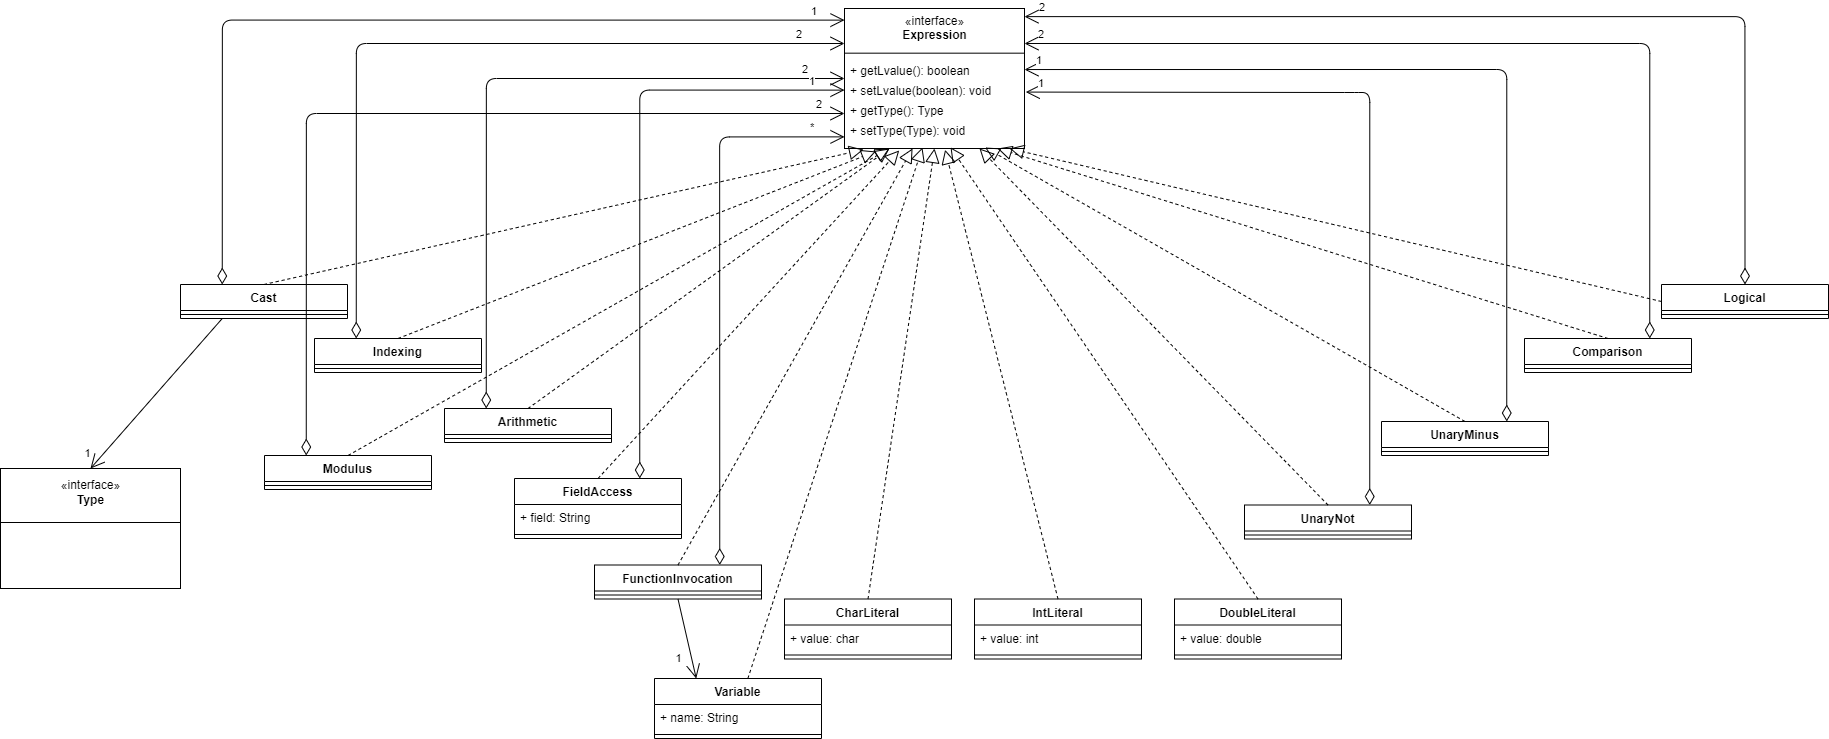 1
2
«interface»
Expression
2
2
2
1
1
1
2
*
+ getLvalue(): boolean
+ setLvalue(boolean): void
+ getType(): Type
+ setType(Type): void
Cast
Logical
Indexing
Comparison
Arithmetic
UnaryMinus
1
«interface»
Type
Modulus
FieldAccess
+ field: String
UnaryNot
FunctionInvocation
CharLiteral
+ value: char
IntLiteral
+ value: int
DoubleLiteral
+ value: double
1
Variable
+ name: String